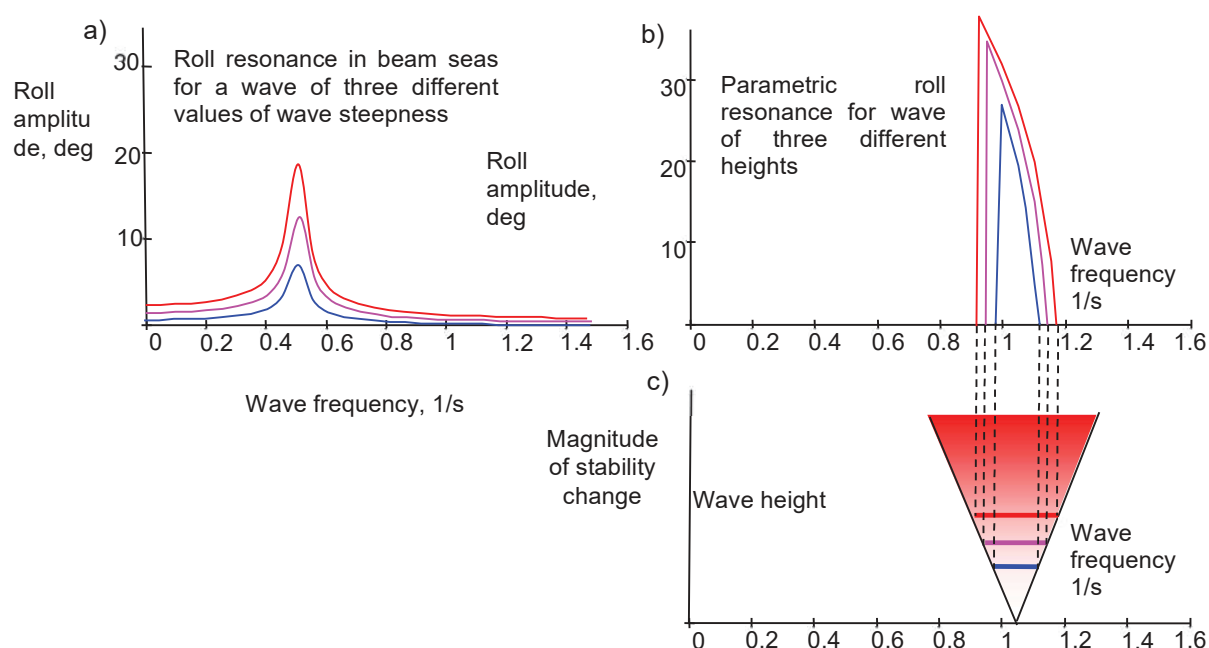 a)
30
20
10
Roll
amplitu
de, deg
Roll resonance in beam seas
for a wave of three different
values of wave steepness
0 0.2 0.4 0.6 0.8 1 1.2 1.4 1.6
Wave frequency, 1/s
Roll
amplitude,
deg
b)
30
20
10
Parametric roll
resonance for wave
of three different
heights
Wave
frequency
1/s
0 0.2 0.4 0.6 0.8 1 1.2 1.4 1.6
c)
Magnitude
of stability
change
Wave height
Wave
frequency
1/s
0 0.2 0.4 0.6 0.8 1 1.2 1.4 1.6